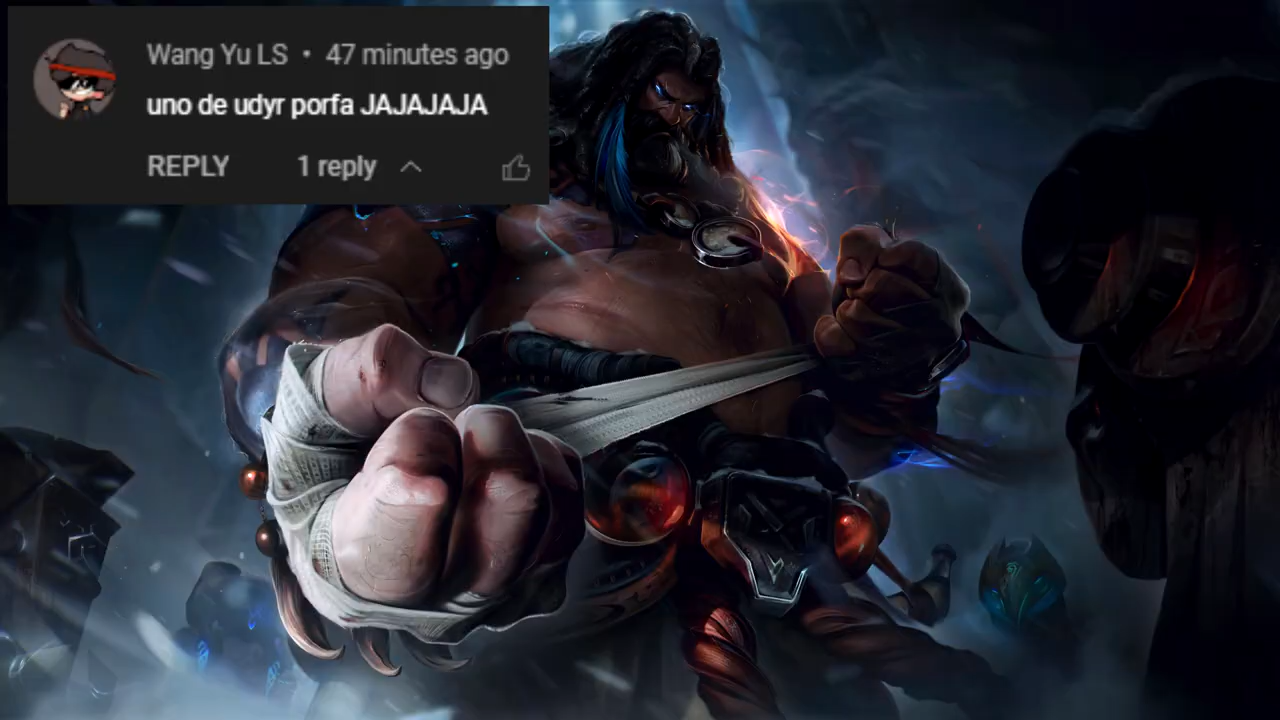 Wang Yu LS • 47 minutes ago
uno de udyr porfa JAJAJAJA
REPLY 1 reply